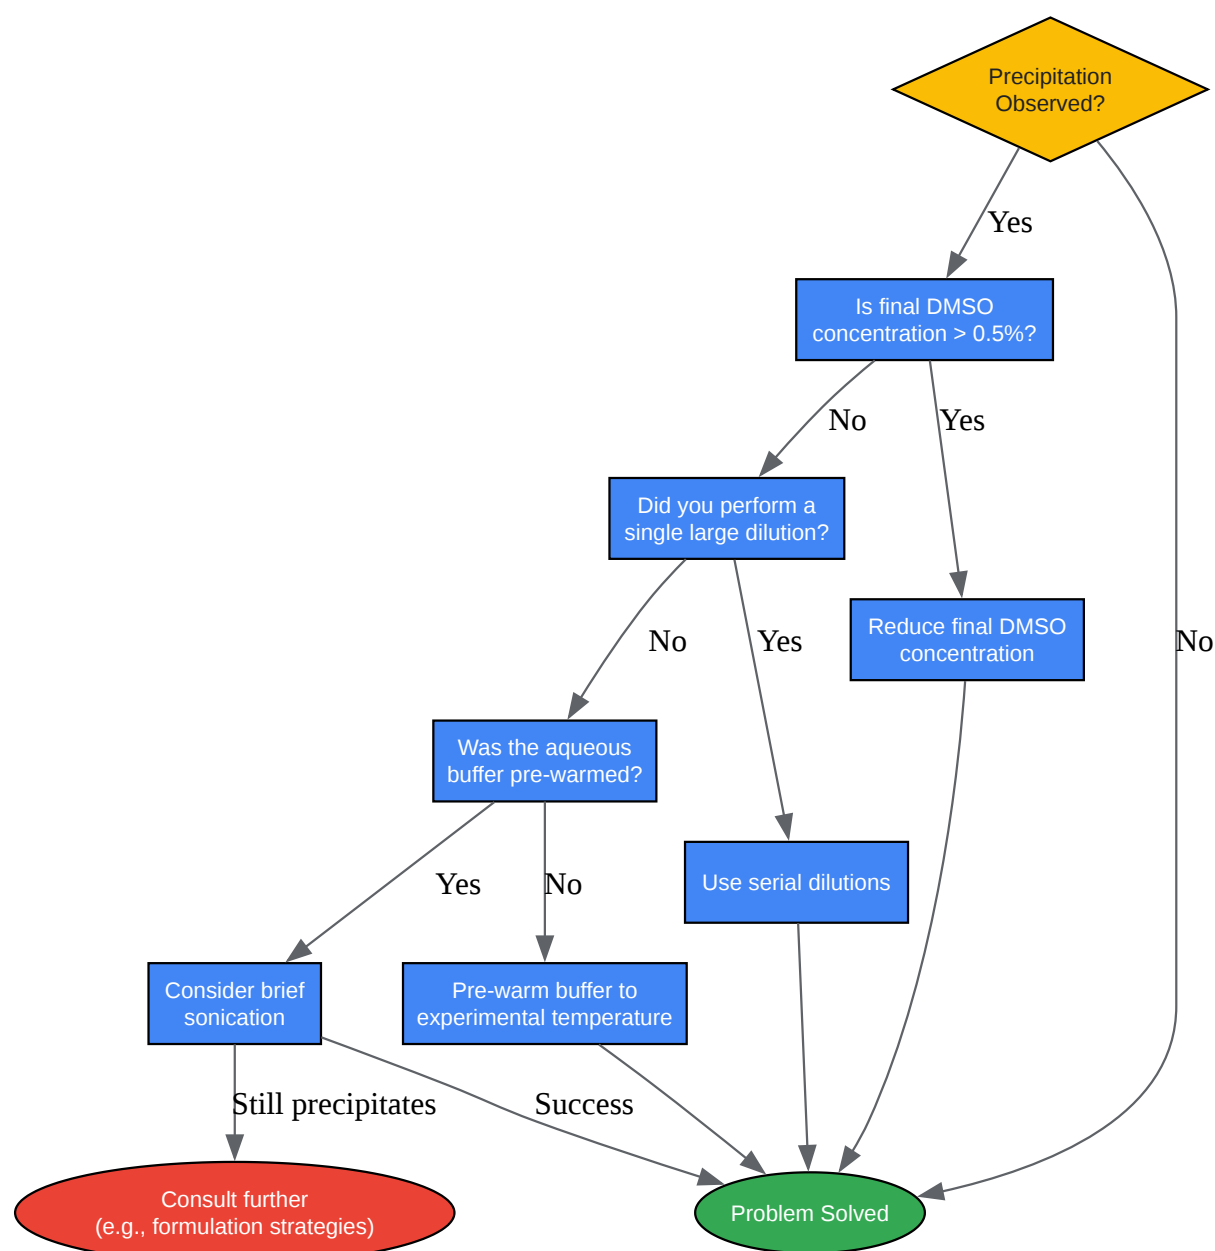 Precipitation
Observed?
Yes
Is final DMSO
concentration > 0.5%?
No
Yes
Did you perform a
single large dilution?
Reduce final DMSO
concentration
No
Yes
No
Was the aqueous
buffer pre-warmed?
Use serial dilutions
Yes
No
Consider brief
sonication
Pre-warm buffer to
experimental temperature
Still precipitates
Success
Consult further
(e.g., formulation strategies)
Problem Solved